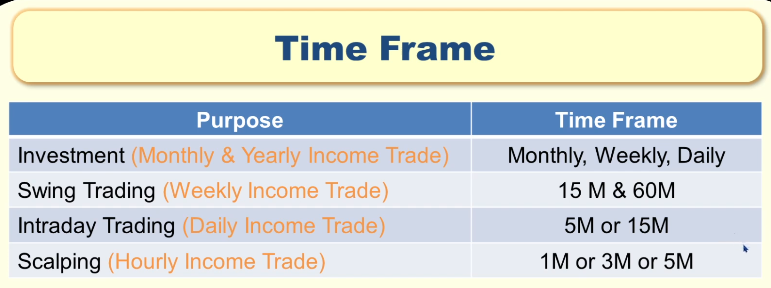 Time Frame
Purpose Time Frame
Investment (Monthly & Yearly Income Trade) Monthly, Weekly, Daily
Swing Trading (Weekly Income Trade) 15 M & 60M
Intraday Trading (Daily Income Trade) 5M or 15M
Scalping (Hourly Income Trade) 1M or 3M or 5M